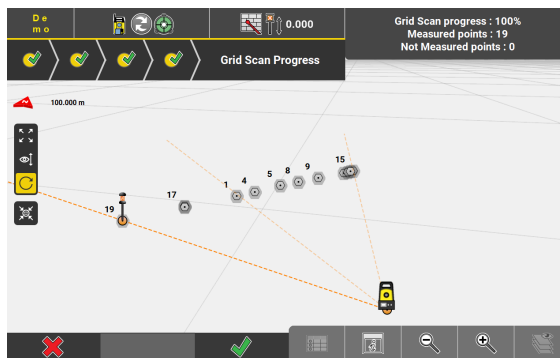 De
mo
0.000
Grid Scan progress : 100%
Measured points : 19
Not Measured points : 0
Grid Scan Progress
100.000 m
15
9
8
5
4
1
17
19